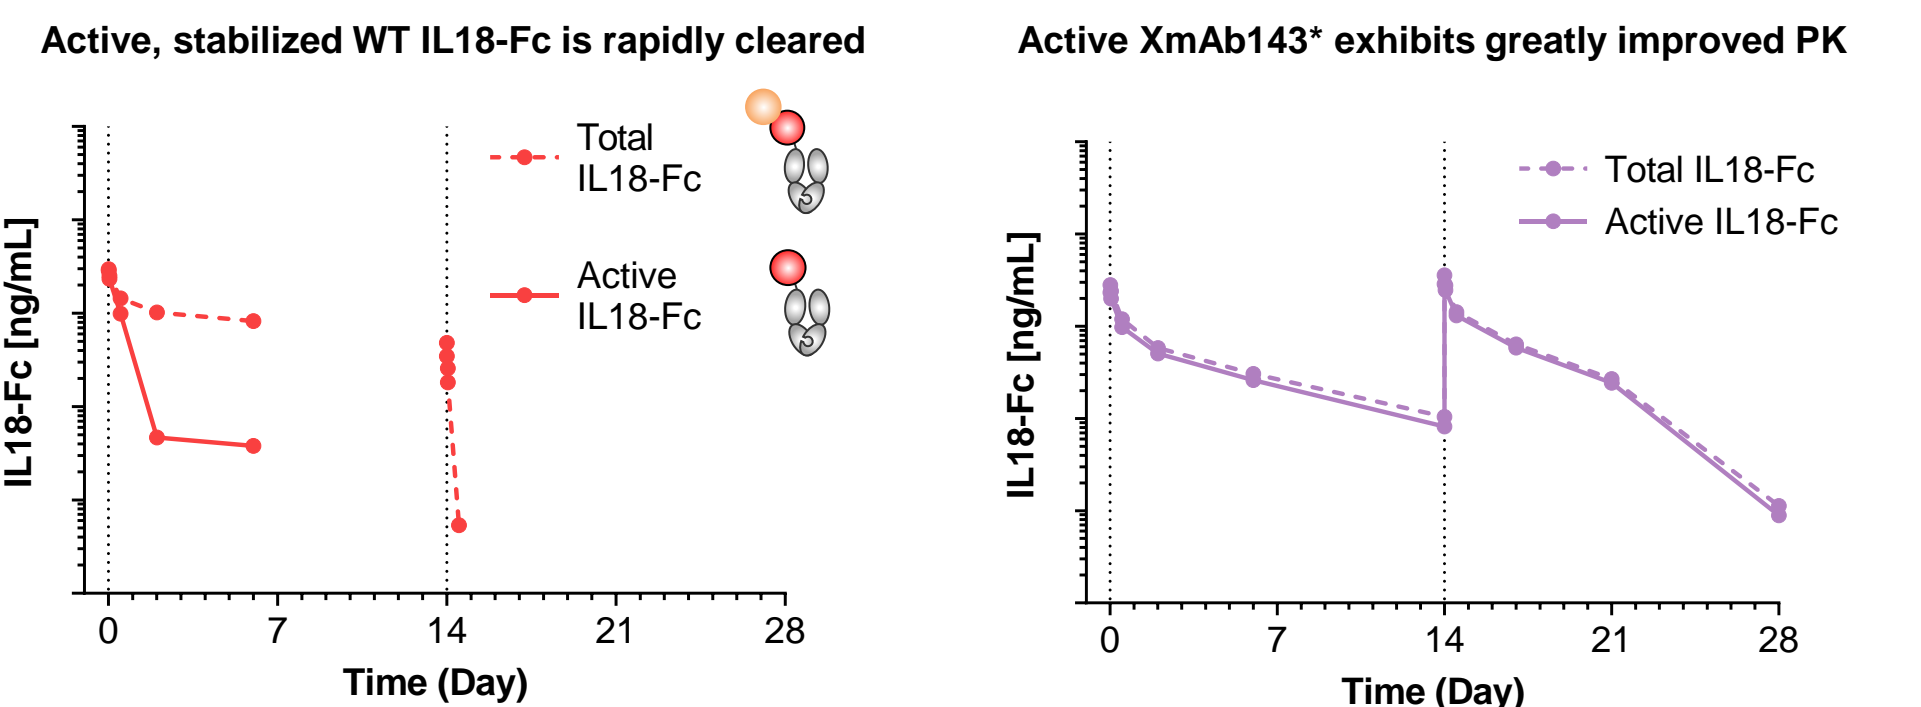 Active, stabilized WT IL18-Fc is rapidly cleared
IL18-Fc [ng/mL]
Total
IL18-Fc
Active
IL18-Fc
0 7 14 21 28
Time (Day)
Active XmAb143* exhibits greatly improved PK
IL18-Fc [ng/mL]
Total IL18-Fc
Active IL18-Fc
0 7 14 21 28
Time (Day)